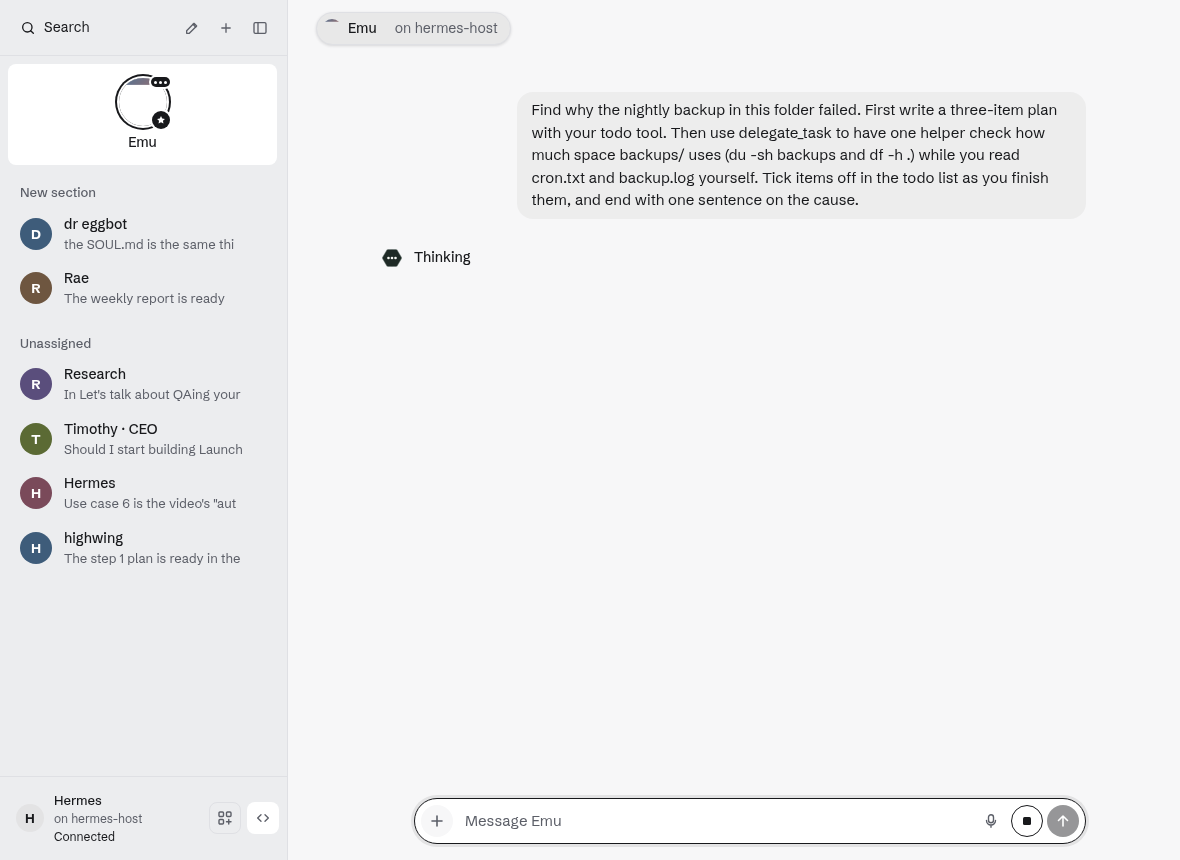 Search
Emu
New section
D
dr eggbot
the SOUL.md is the same thi
R
Rae
The weekly report is ready
Unassigned
R
Research
In Let's talk about QAing your
T
Timothy · CEO
Should I start building Launch
H
Hermes
Use case 6 is the video's "aut
H
highwing
The step 1 plan is ready in the
H
Hermes
on hermes-host
Connected
Emu on hermes-host
Find why the nightly backup in this folder failed. First write a three-item plan
with your todo tool. Then use delegate_task to have one helper check how
much space backups/ uses (du -sh backups and df -h .) while you read
cron.txt and backup.log yourself. Tick items off in the todo list as you finish
them, and end with one sentence on the cause.
Thinking
Message Emu